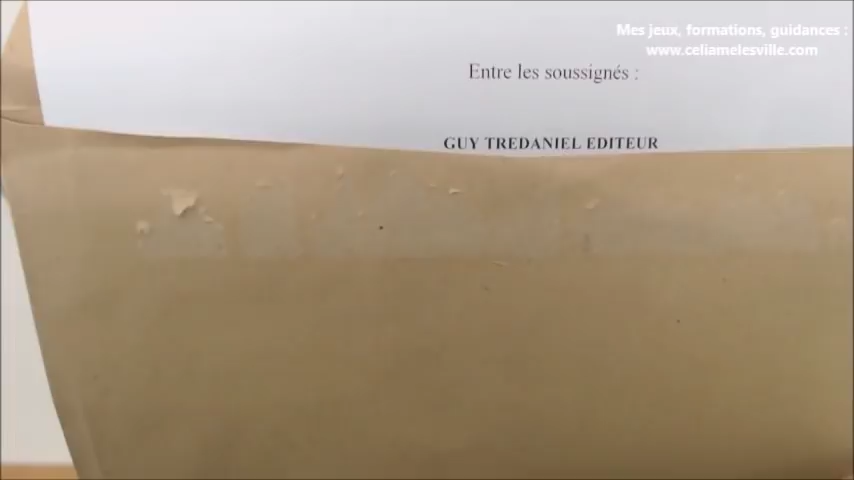 Mes jeux, formations, guidances :
www.celiamelesville.com
Entre les soussignés :
GUY TREDANIEL EDITEUR